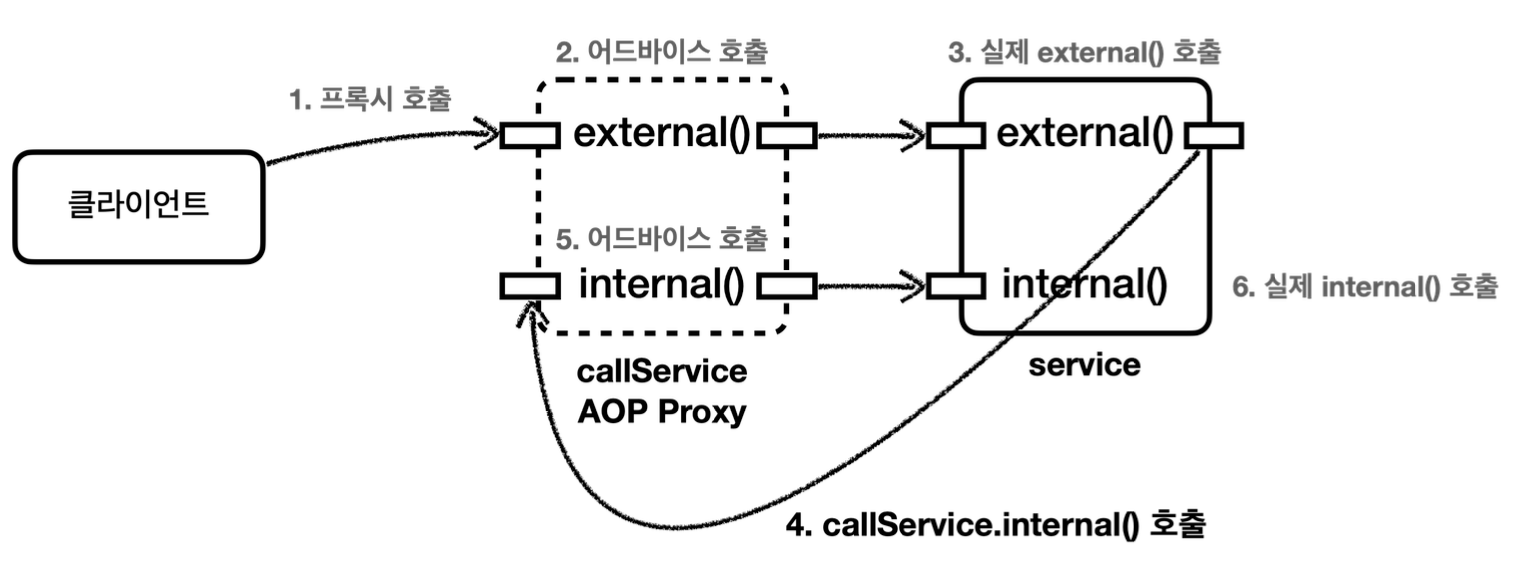 2. 어드바이스 호출
3. 실제 external() 호출
1. 프록시 호출
external()
external()
클라이언트
5. 어드바이스 호출
internal()
internal()
6. 실제 internal() 호출
callService
AOP Proxy
service
4. callService.internal() 호출